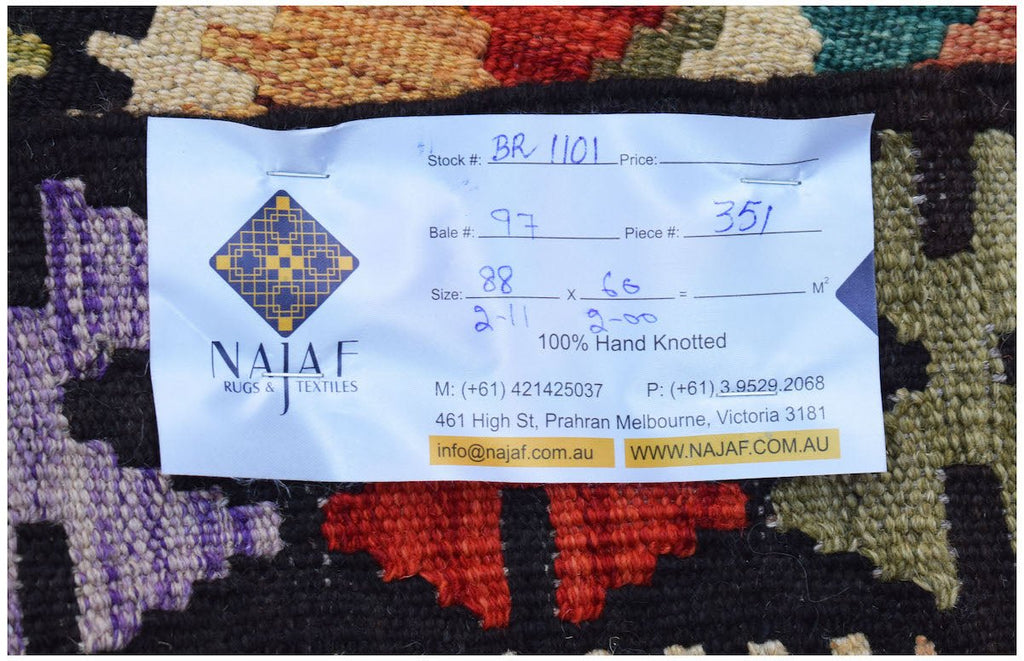 Stock #: BR 1101 Price:
Bale #: 97 Piece #: 351
Size: 88 X 60 = M²
2-11 2-00
100% Hand Knotted
NAJAF
RUGS & TEXTILES
M: (+61) 421425037 P: (+61) 3.9529.2068
461 High St, Prahran Melbourne, Victoria 3181
info@najaf.com.au WWW.NAJAF.COM.AU